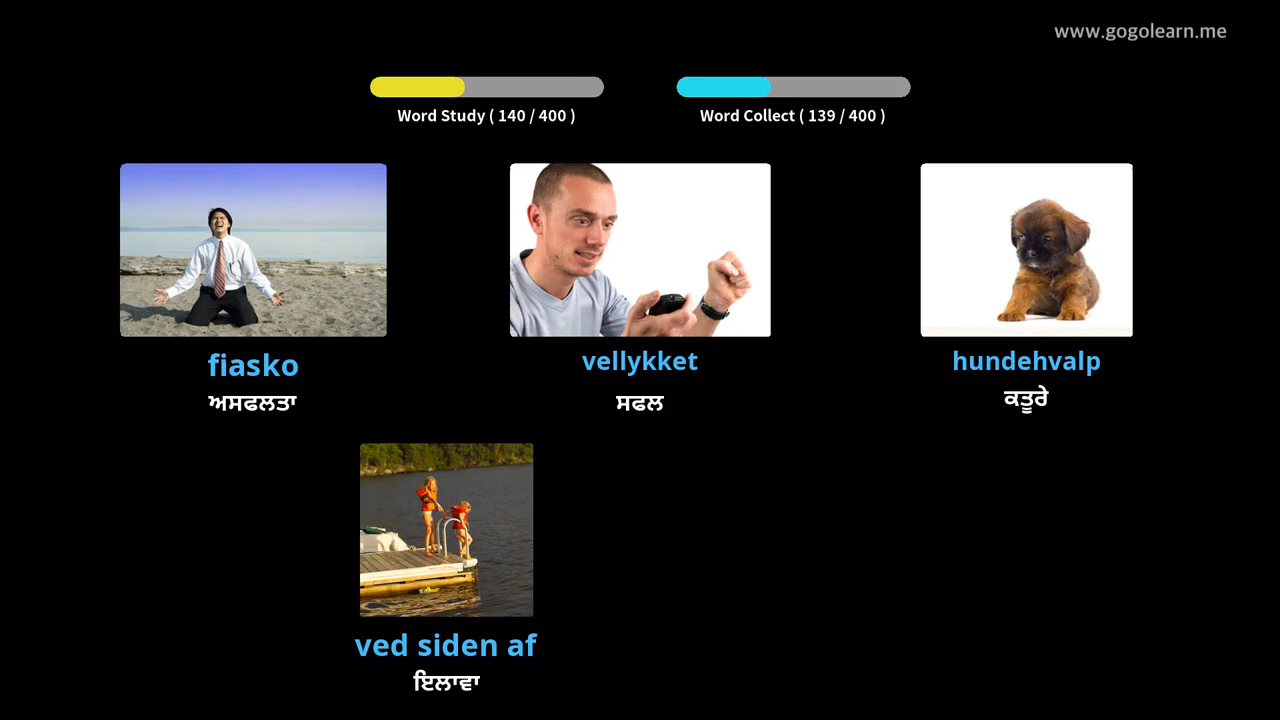 www.gogolearn.me
Word Study ( 140 / 400 )
Word Collect ( 139 / 400 )
fiasko
ਅਸਫਲਤਾ
vellykket
ਸਫਲ
hundehvalp
ਕਤੂਰੇ
ved siden af
ਇਲਾਵਾ